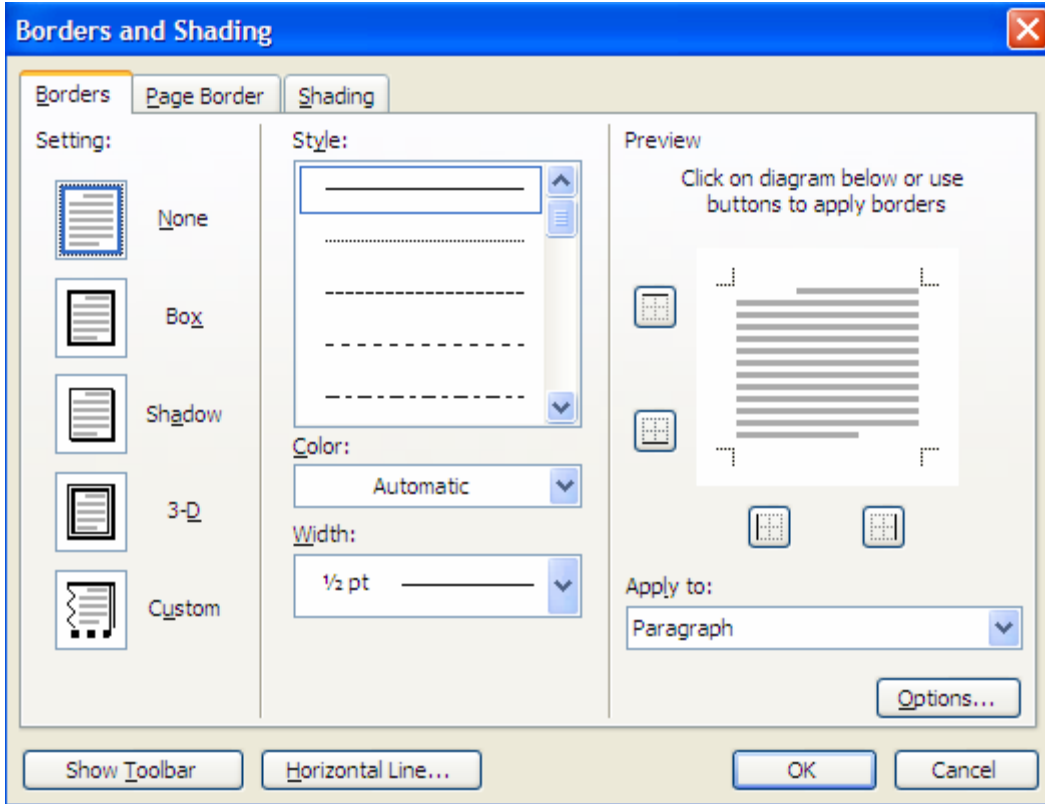 Borders and Shading
Borders
Page Border
Shading
Setting:
None
Box
Shadow
3-D
Custom
Style:
Color:
Automatic
Width:
½ pt
Preview
Click on diagram below or use
buttons to apply borders
Apply to:
Paragraph
Options...
Show Toolbar
Horizontal Line...
OK
Cancel